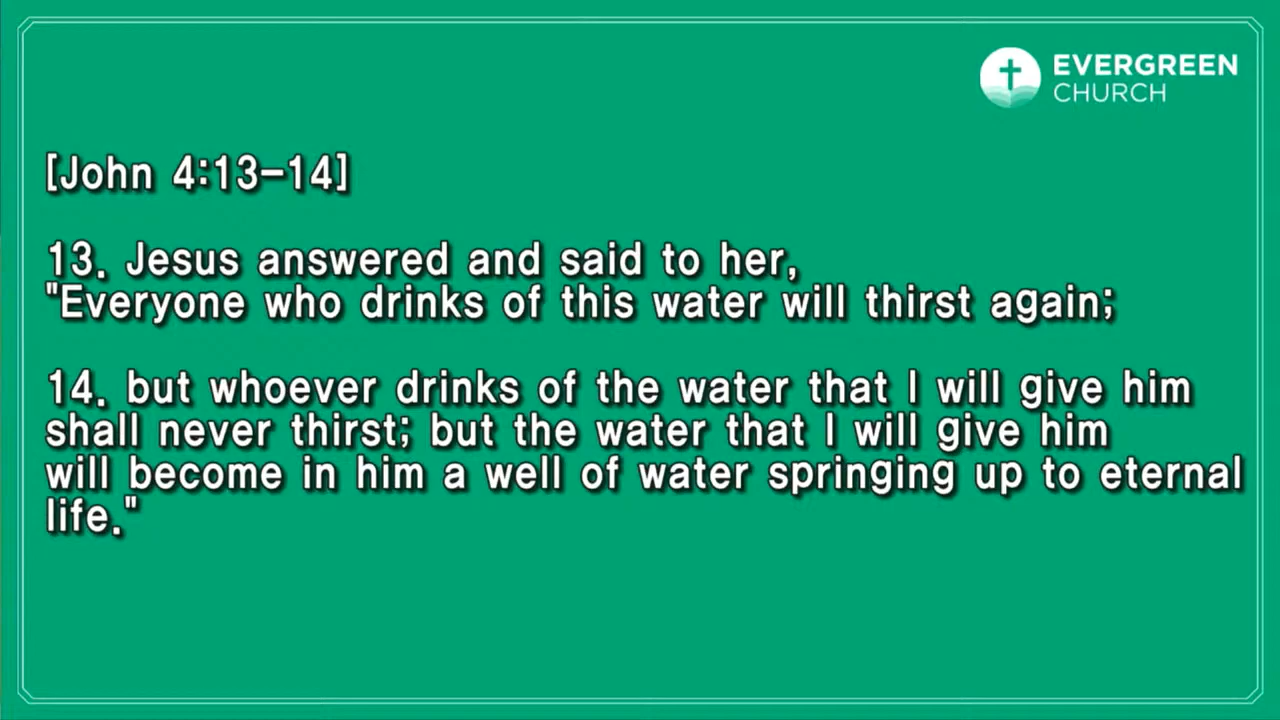 EVERGREEN
CHURCH
[John 4:13-14]
13. Jesus answered and said to her,
"Everyone who drinks of this water will thirst again;
14. but whoever drinks of the water that I will give him
shall never thirst; but the water that I will give him
will become in him a well of water springing up to eternal
life."